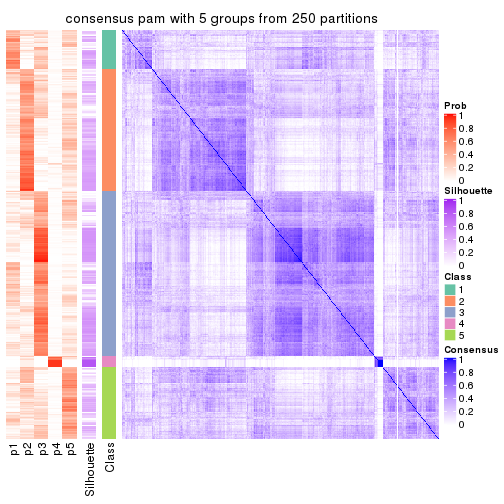 consensus pam with 5 groups from 250 partitions
Prob
1
0.8
0.6
0.4
0.2
0
Silhouette
1
0.8
0.6
0.4
0.2
0
Class
1
2
3
4
5
Consensus
1
0.8
0.6
0.4
0.2
0
p1
p2
p3
p4
p5
Silhouette
Class